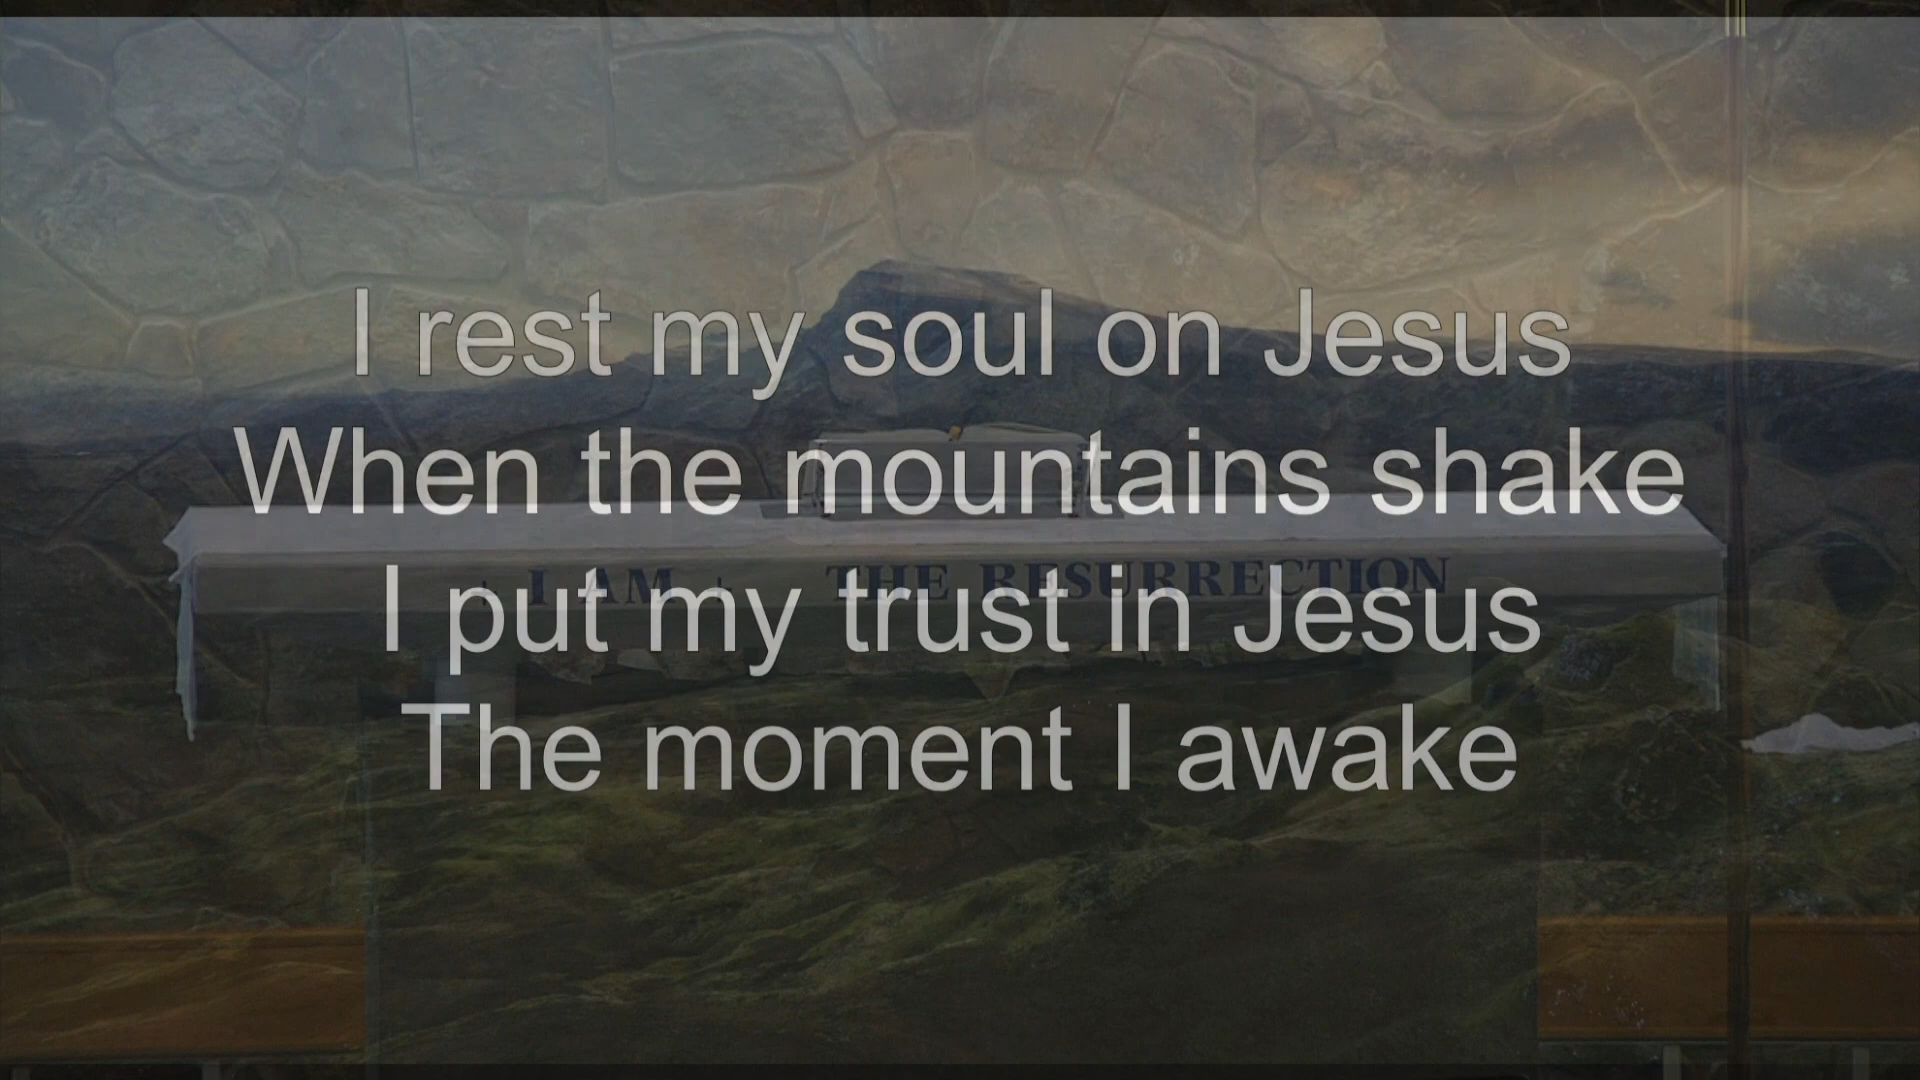 I rest my soul on Jesus
When the mountains shake
I AM THE RESURRECTION
I put my trust in Jesus
The moment I awake